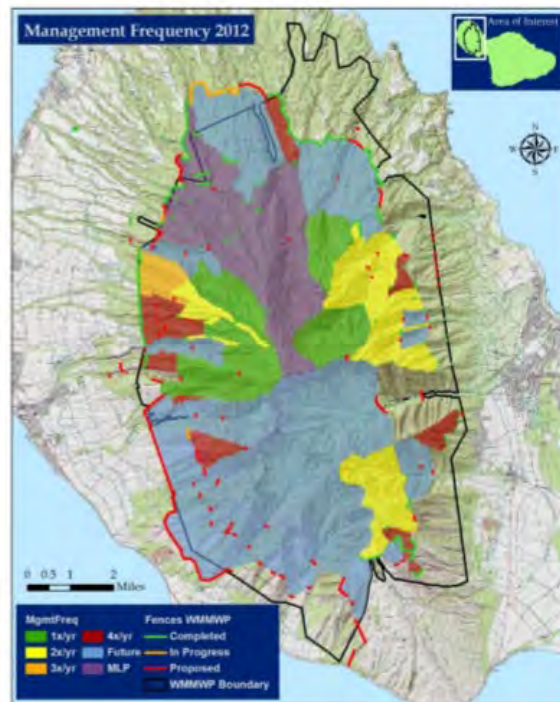 Management Frequency 2012
Area of Interest
N
W E
S
0 0.5 1 2
Miles
MgmtFreq
1x/yr
2x/yr
3x/yr
4x/yr
Future
MLP
Fences WMMWP
Completed
In Progress
Proposed
WMMWP Boundary